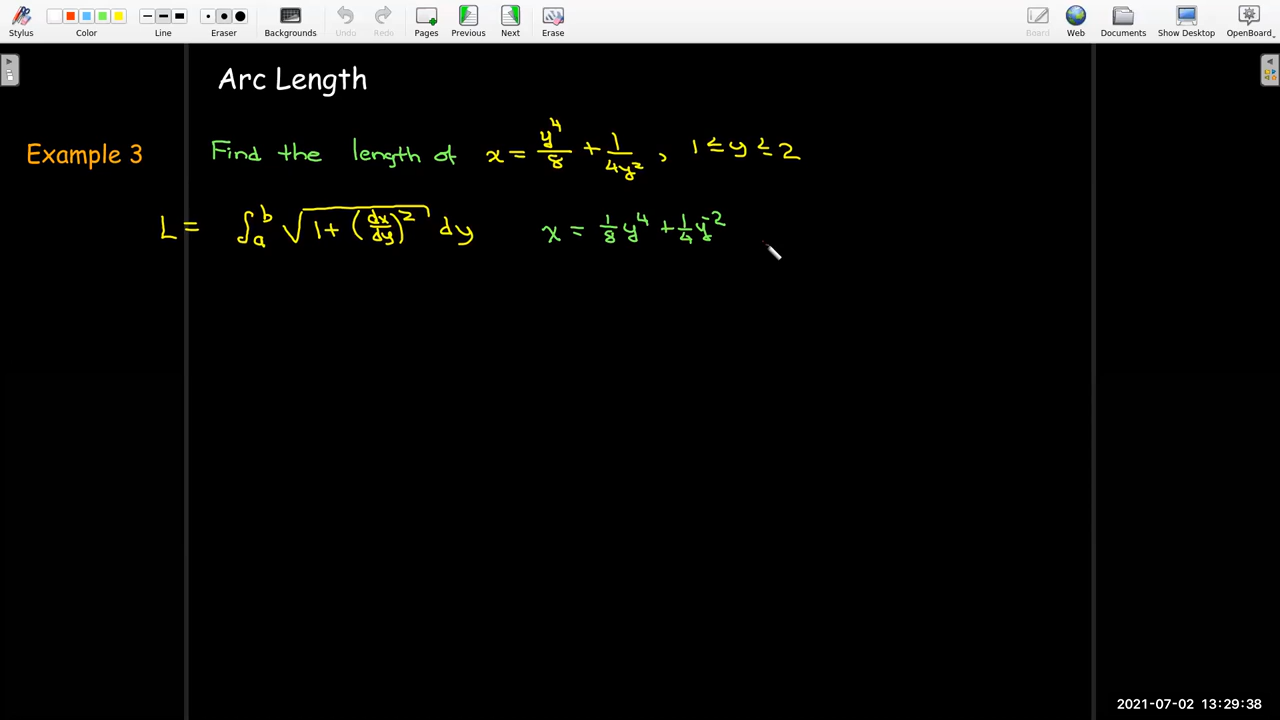 Stylus Color Line Eraser Backgrounds Undo Redo Pages Previous Next Erase Board Web Documents Show Desktop OpenBoard
Arc Length
Example 3 Find the length of x = y⁴/8 + 1/4y², 1 ≤ y ≤ 2
L = ∫ₐᵇ √(1 + (dx/dy)²) dy x = 1/8 y⁴ + 1/4 y⁻²
2021-07-02 13:29:38